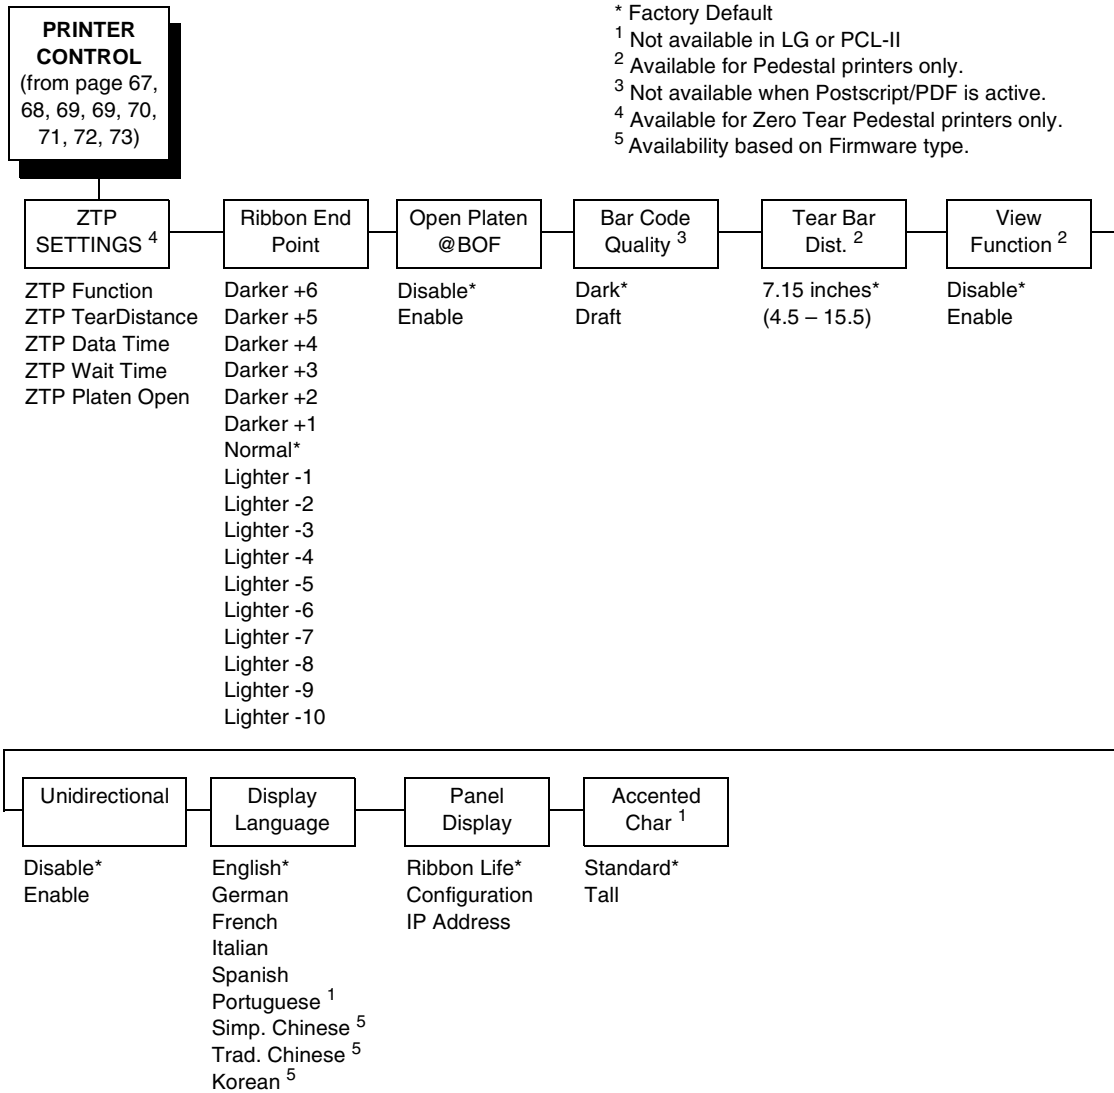 PRINTER
CONTROL
(from page 67,
68, 69, 69, 70,
71, 72, 73)
* Factory Default
1 Not available in LG or PCL-II
2 Available for Pedestal printers only.
3 Not available when Postscript/PDF is active.
4 Available for Zero Tear Pedestal printers only.
5 Availability based on Firmware type.
ZTP
SETTINGS 4
ZTP Function
ZTP TearDistance
ZTP Data Time
ZTP Wait Time
ZTP Platen Open
Ribbon End
Point
Darker +6
Darker +5
Darker +4
Darker +3
Darker +2
Darker +1
Normal*
Lighter -1
Lighter -2
Lighter -3
Lighter -4
Lighter -5
Lighter -6
Lighter -7
Lighter -8
Lighter -9
Lighter -10
Open Platen
@BOF
Disable*
Enable
Bar Code
Quality 3
Dark*
Draft
Tear Bar
Dist. 2
7.15 inches*
(4.5 – 15.5)
View
Function 2
Disable*
Enable
Unidirectional
Disable*
Enable
Display
Language
English*
German
French
Italian
Spanish
Portuguese 1
Simp. Chinese 5
Trad. Chinese 5
Korean 5
Panel
Display
Ribbon Life*
Configuration
IP Address
Accented
Char 1
Standard*
Tall